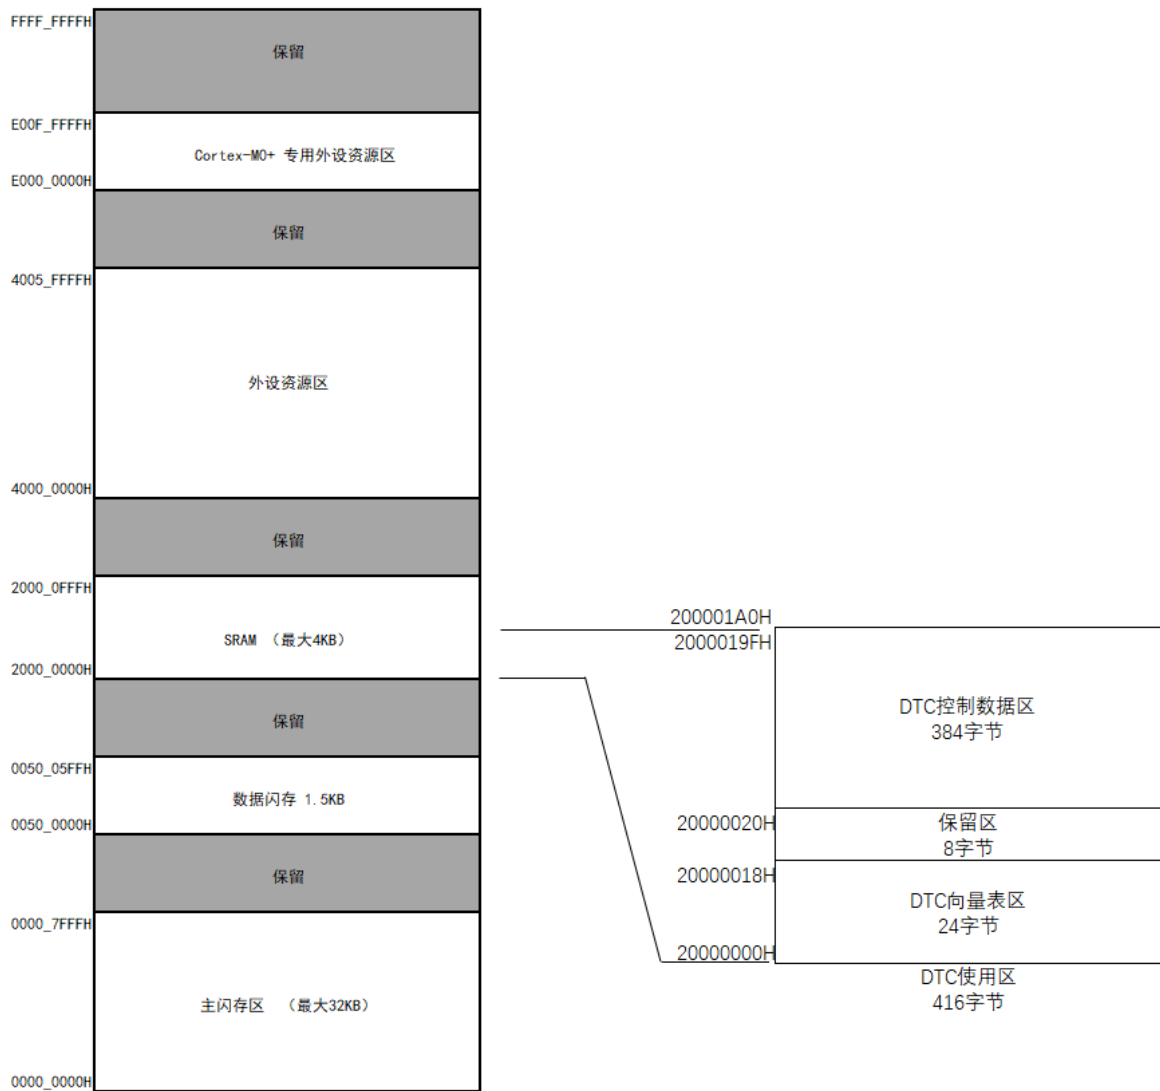 FFFF_FFFFH
保留
E00F_FFFFH
Cortex-M0+ 专用外设资源区
E000_0000H
保留
4005_FFFFH
外设资源区
4000_0000H
保留
2000_0FFFH
SRAM （最大4KB）
2000_0000H
保留
0050_05FFH
数据闪存 1.5KB
0050_0000H
保留
0000_7FFFH
主闪存区 （最大32KB）
0000_0000H
200001A0H
2000019FH
DTC控制数据区
384字节
20000020H
保留区
8字节
20000018H
DTC向量表区
24字节
20000000H
DTC使用区
416字节